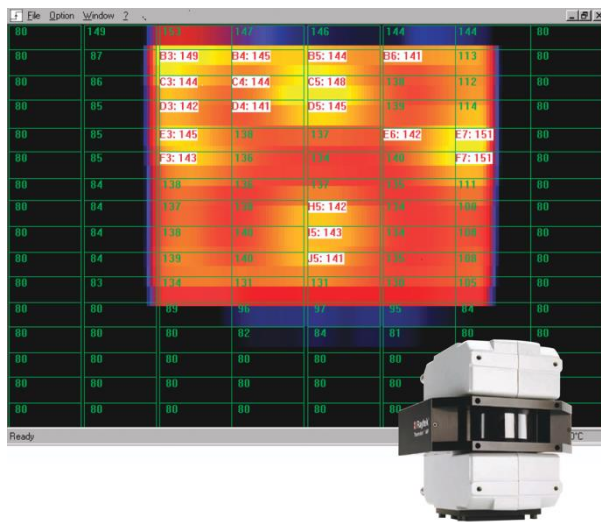 File Option Window ?
80 149 153 147 146 144 144 80
80 87 B3: 149 B4: 145 B5: 144 B6: 141 113 80
80 86 C3: 144 C4: 144 C5: 148 138 112 80
80 85 D3: 142 D4: 141 D5: 145 139 114 80
80 85 E3: 145 138 137 E6: 142 E7: 151 80
80 85 F3: 143 136 140 F7: 151 80
80 84 138 136 137 111 80
80 84 137 H5: 142 80
80 84 138 140 I5: 143 80
80 84 139 140 J5: 141 108 80
80 83 134 131 131 105 80
80 80 89 96 97 95 84 80
80 80 80 82 84 81 80 80
80 80 80 80 80 80
80 80 80 80 80 80
80 80 80 80 80
80 80 80 80 80
Ready °C
Raytek